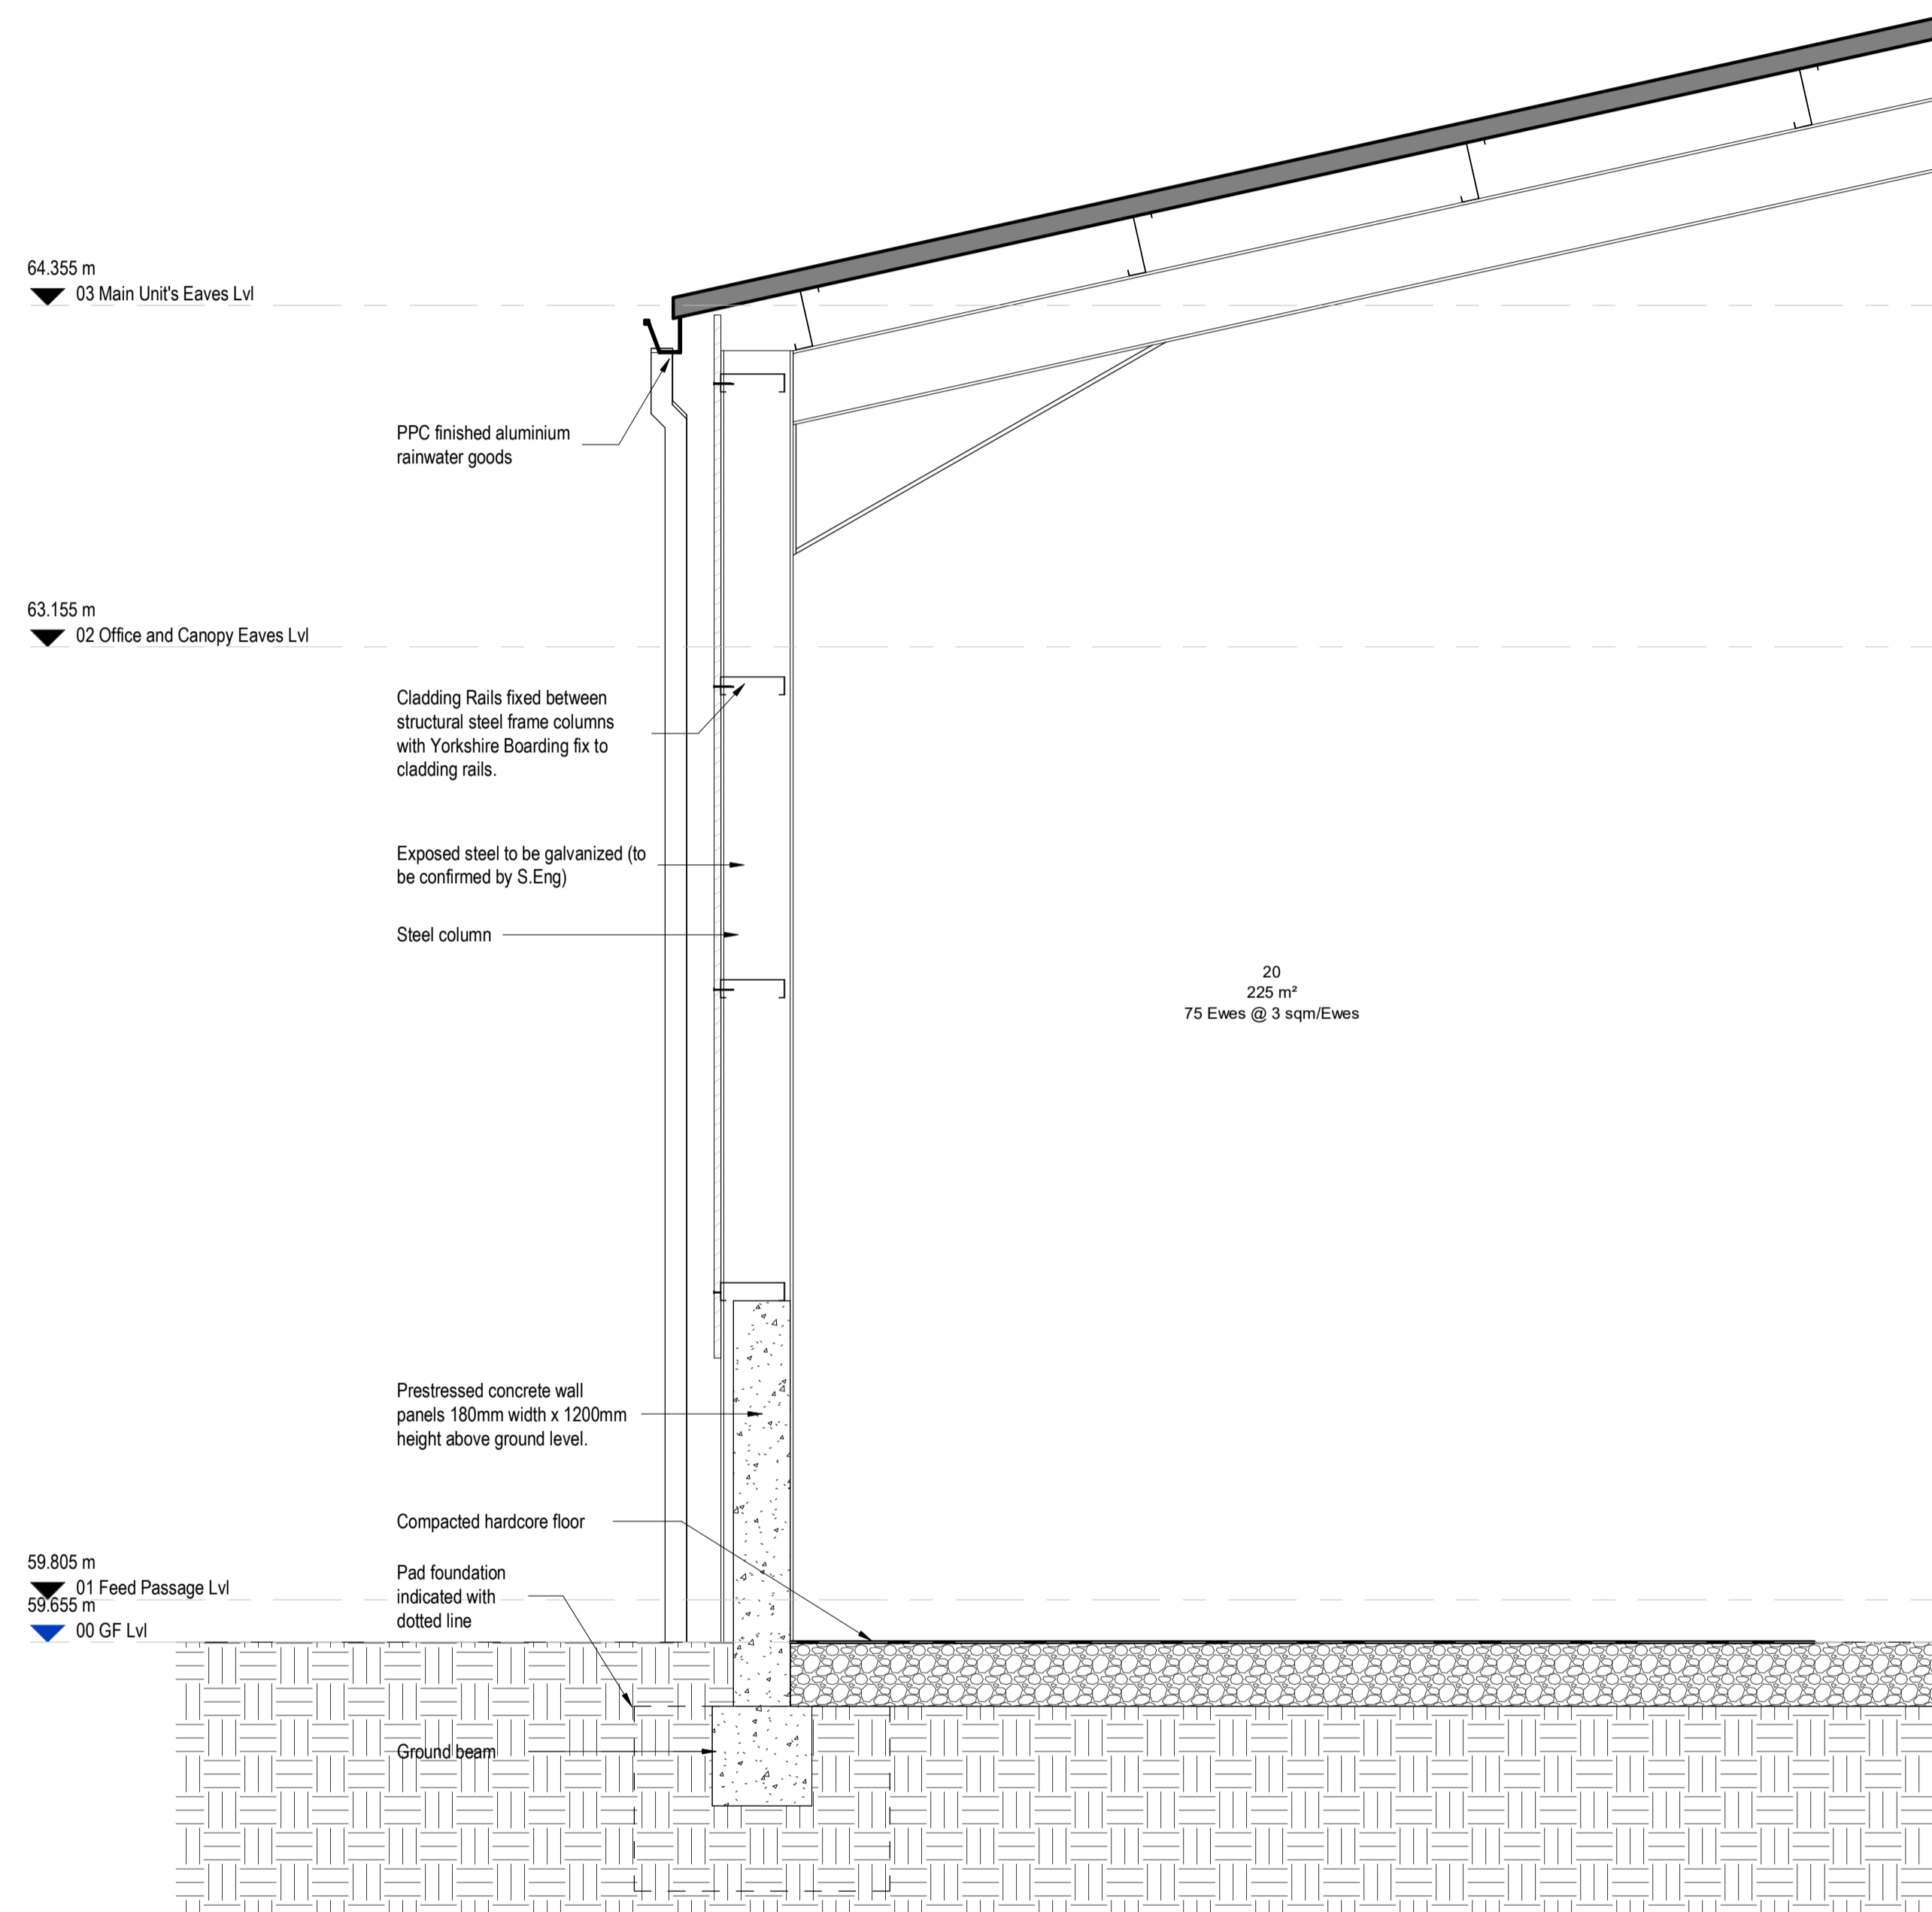 64.355 m
03 Main Unit's Eaves Lvl
PPC finished aluminium
rainwater goods
63.155 m
02 Office and Canopy Eaves Lvl
Cladding Rails fixed between
structural steel frame columns
with Yorkshire Boarding fix to
cladding rails.
Exposed steel to be galvanized (to
be confirmed by S.Eng)
Steel column
20
225 m²
75 Ewes @ 3 sqm/Ewes
Prestressed concrete wall
panels 180mm width x 1200mm
height above ground level.
Compacted hardcore floor
59.805 m
01 Feed Passage Lvl
59.655 m
00 GF Lvl
Pad foundation
indicated with
dotted line
Ground beam